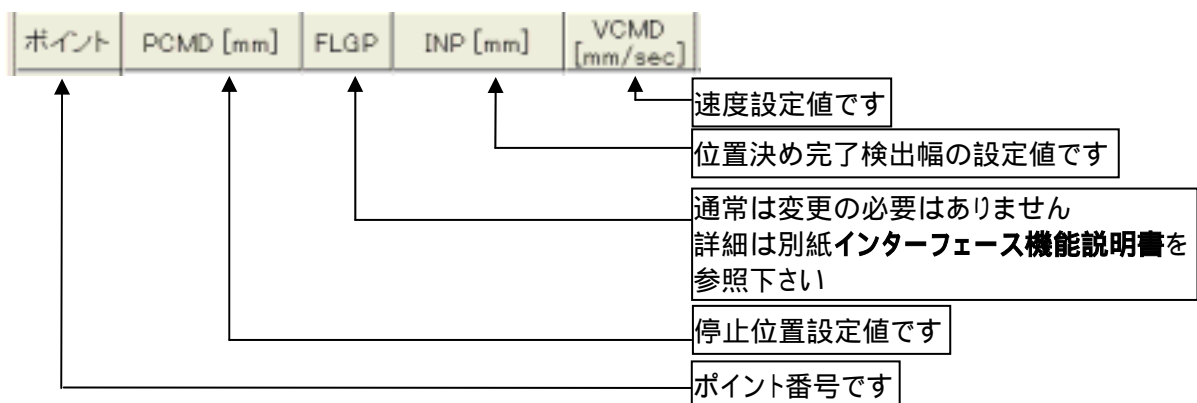 ポイント PCMD [mm] FLGP INP [mm] VCMD
[mm/sec]
速度設定値です
位置決め完了検出幅の設定値です
通常は変更の必要はありません
詳細は別紙インターフェース機能説明書を
参照下さい
停止位置設定値です
ポイント番号です